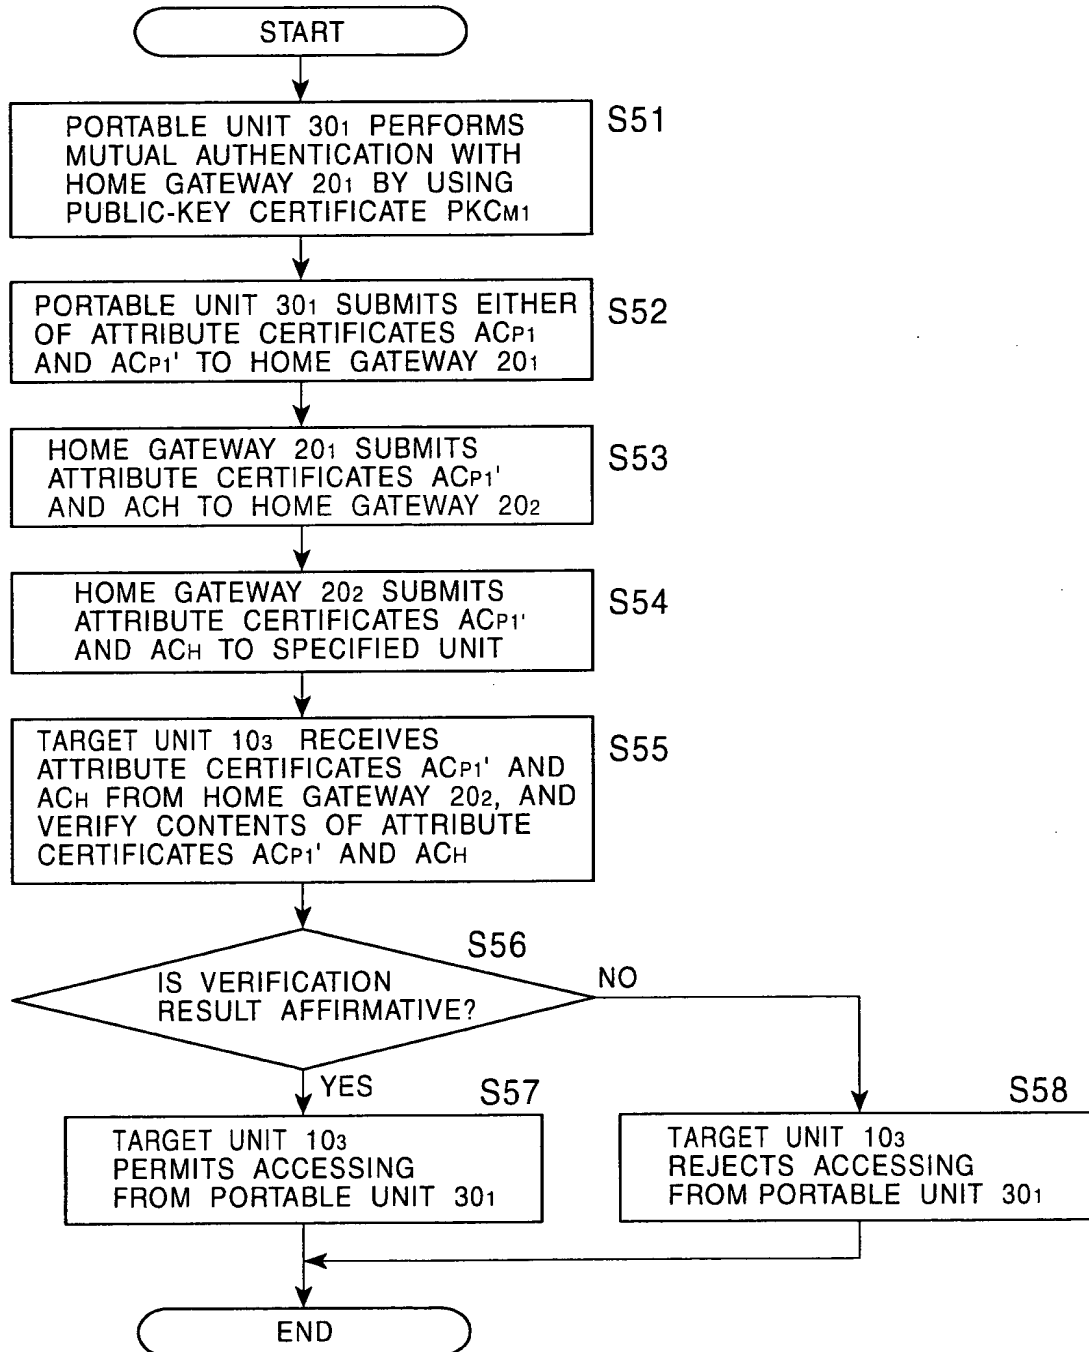 START
PORTABLE UNIT 301 PERFORMS
MUTUAL AUTHENTICATION WITH
HOME GATEWAY 201 BY USING
PUBLIC-KEY CERTIFICATE PKCM1
S51
PORTABLE UNIT 301 SUBMITS EITHER
OF ATTRIBUTE CERTIFICATES ACP1
AND ACP1' TO HOME GATEWAY 201
S52
HOME GATEWAY 201 SUBMITS
ATTRIBUTE CERTIFICATES ACP1'
AND ACH TO HOME GATEWAY 202
S53
HOME GATEWAY 202 SUBMITS
ATTRIBUTE CERTIFICATES ACP1'
AND ACH TO SPECIFIED UNIT
S54
TARGET UNIT 103 RECEIVES
ATTRIBUTE CERTIFICATES ACP1' AND
ACH FROM HOME GATEWAY 202, AND
VERIFY CONTENTS OF ATTRIBUTE
CERTIFICATES ACP1' AND ACH
S55
S56
IS VERIFICATION
RESULT AFFIRMATIVE?
NO
YES
S57
TARGET UNIT 103
PERMITS ACCESSING
FROM PORTABLE UNIT 301
S58
TARGET UNIT 103
REJECTS ACCESSING
FROM PORTABLE UNIT 301
END